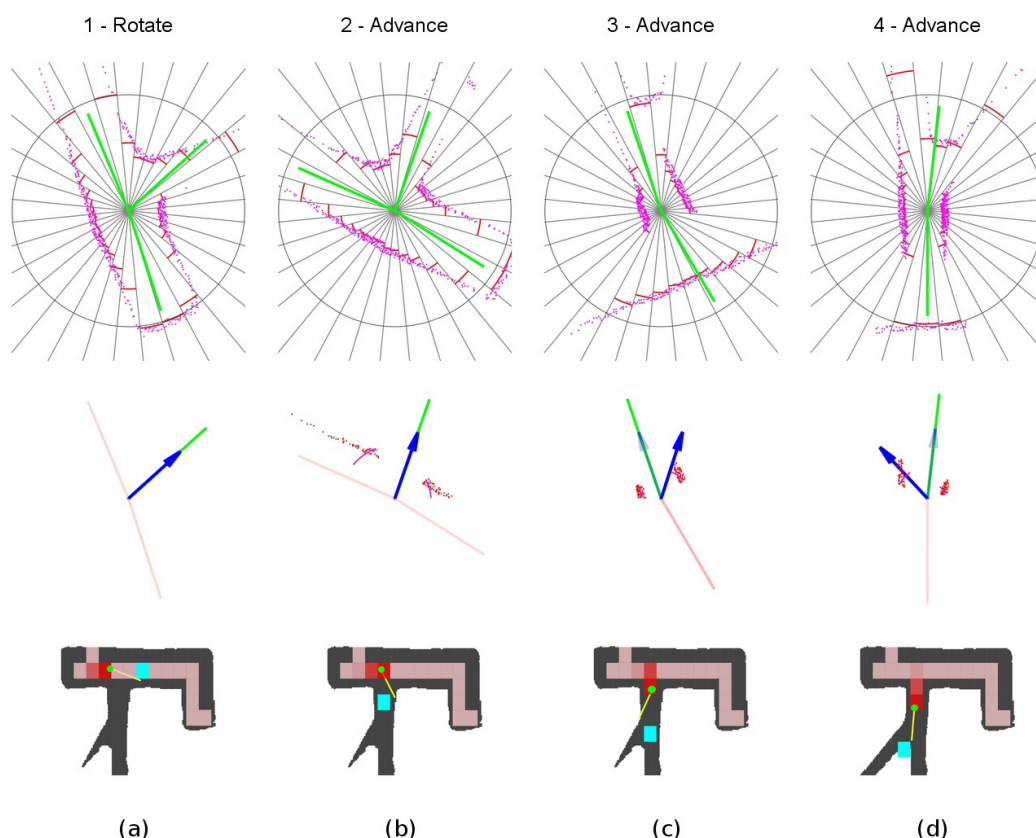 1 - Rotate
2 - Advance
3 - Advance
4 - Advance
(a)
(b)
(c)
(d)